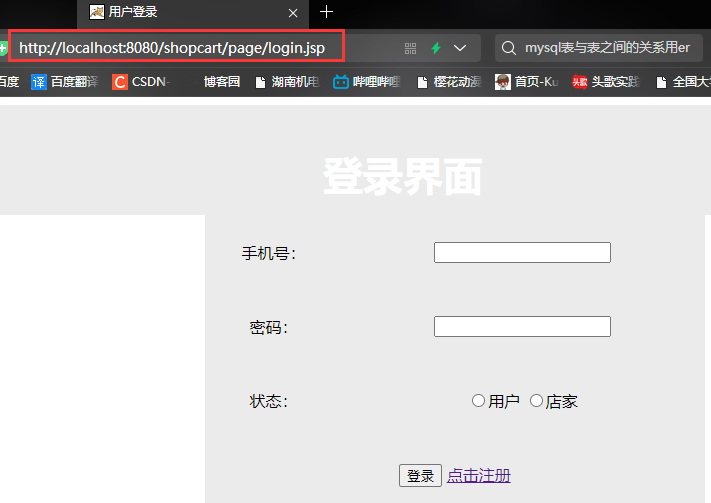 用户登录
http://localhost:8080/shopcart/page/login.jsp
mysql表与表之间的关系用er
百度 译 百度翻译 C CSDN- 博客园 湖南机电 哔哩哔哩 樱花动漫 首页-Ku 头歌 头歌实践 全国大
登录界面
手机号：
密码：
状态： 用户 店家
登录 点击注册